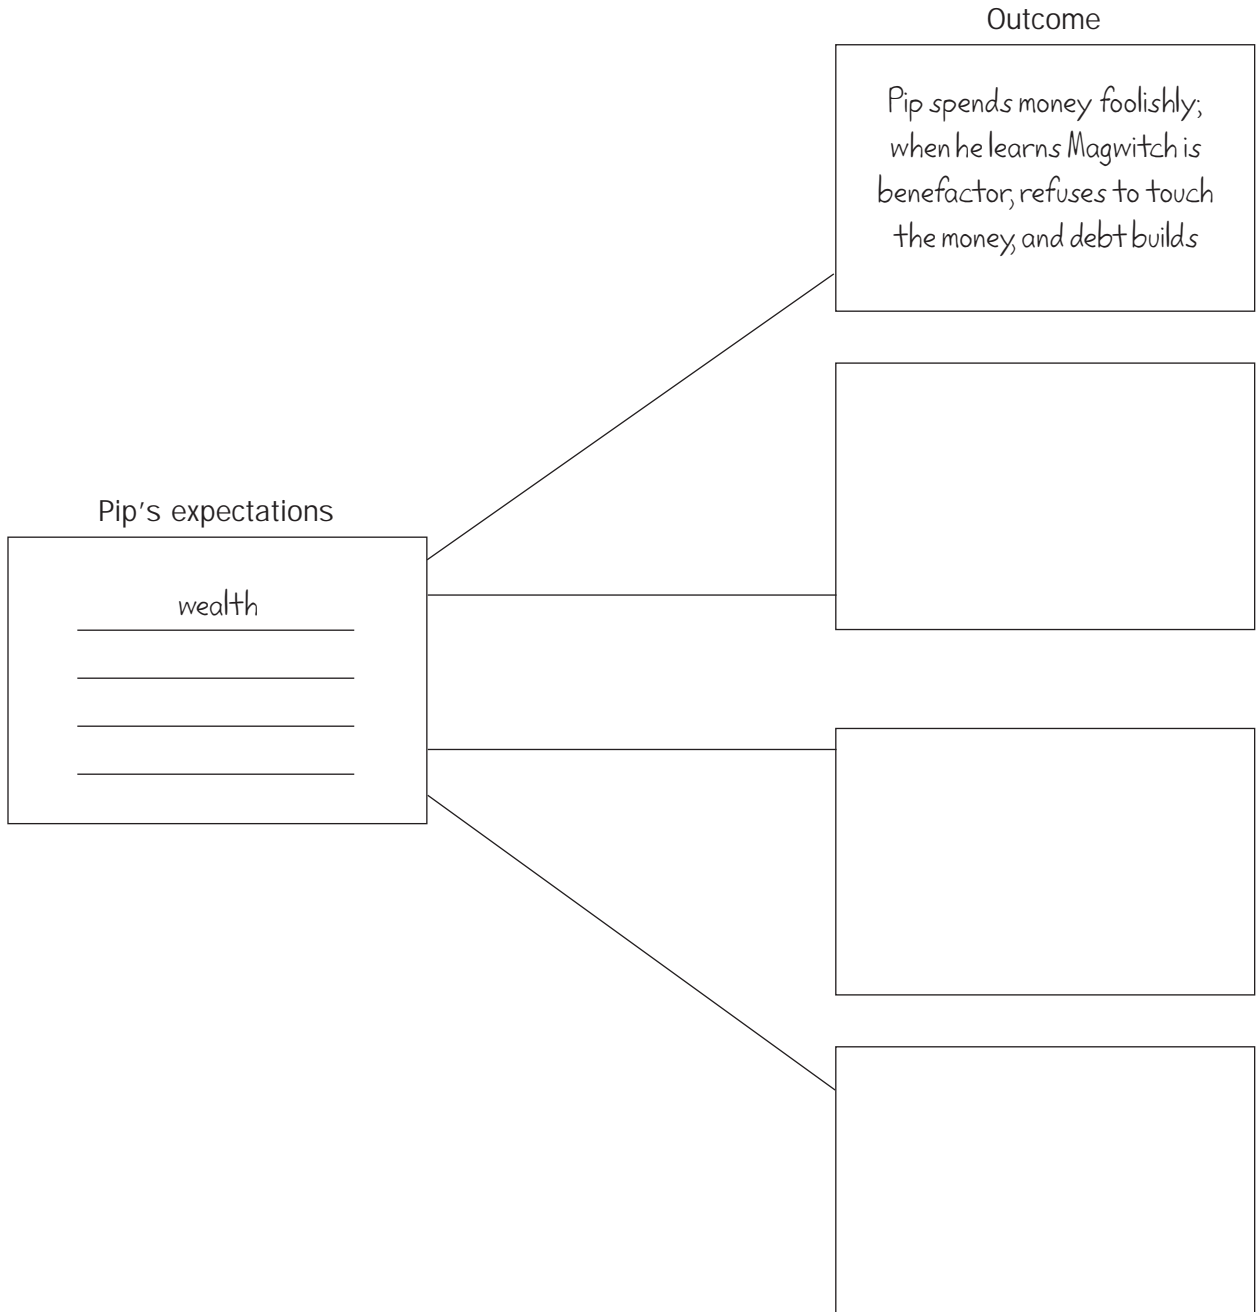 Outcome
Pip spends money foolishly;
when he learns Magwitch is
benefactor, refuses to touch
the money, and debt builds
Pip's expectations
wealth